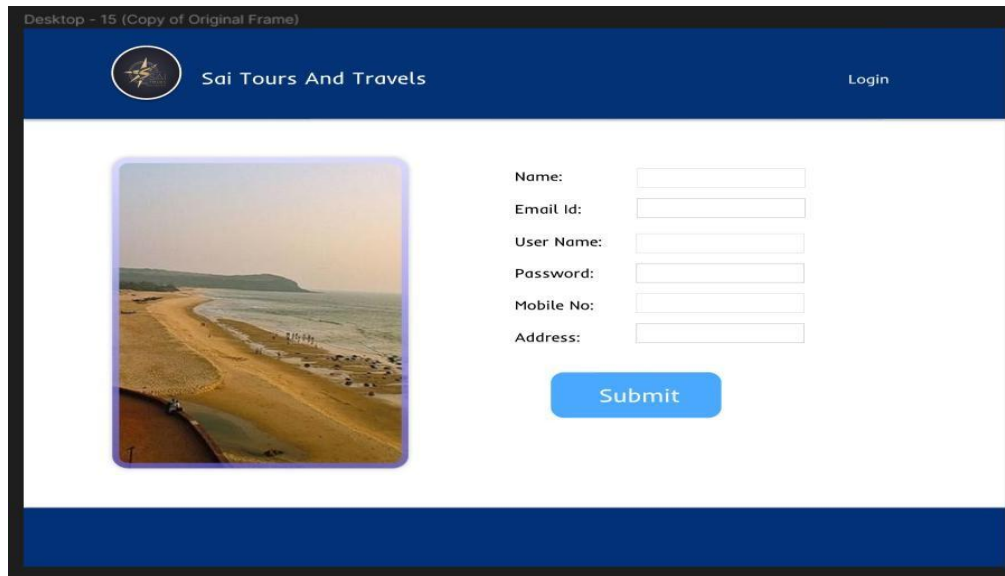 Desktop - 15 (Copy of Original Frame)
Sai Tours And Travels
Login
Name:
Email Id:
User Name:
Password:
Mobile No:
Address:
Submit